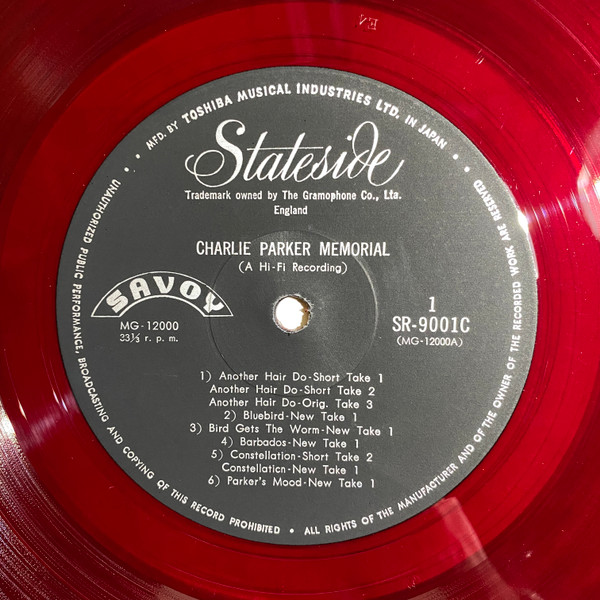 • MFD. BY TOSHIBA MUSICAL INDUSTRIES LTD. IN JAPAN •
Stateside
Trademark owned by The Gramophone Co., Lta.
England
CHARLIE PARKER MEMORIAL
(A Hi-Fi Recording)
SAVOY
MG-12000
33⅓ r. p. m.
1
SR-9001C
(MG-12000A)
1) Another Hair Do-Short Take 1
Another Hair Do-Short Take 2
Another Hair Do-Orig. Take 3
2) Bluebird-New Take 1
3) Bird Gets The Worm-New Take 1
4) Barbados-New Take 1
5) Constellation-Short Take 2
Constellation-New Take 1
6) Parker's Mood-New Take 1
• UNAUTHORIZED PUBLIC PERFORMANCE, BROADCASTING AND COPYING OF THIS RECORD PROHIBITED • ALL RIGHTS OF THE MANUFACTURER AND OF THE OWNER OF THE RECORDED WORK ARE RESERVED •